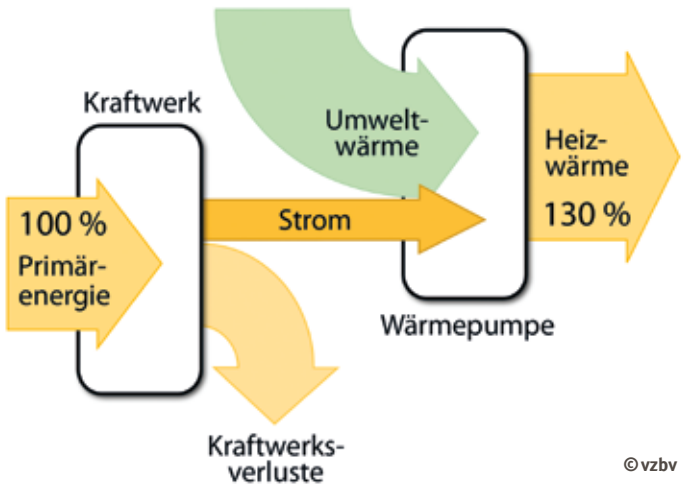 Kraftwerk
100 %
Primär-
energie
Umwelt-
wärme
Strom
Heiz-
wärme
130 %
Wärmepumpe
Kraftwerks-
verluste
© vzbv